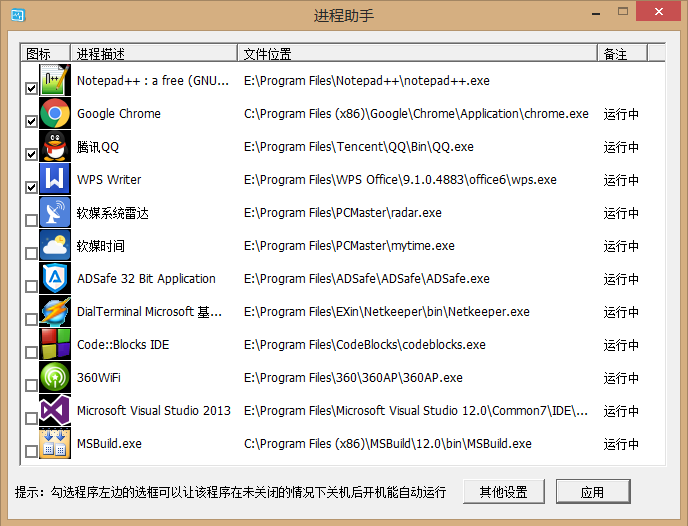 进程助手
图标 进程描述 文件位置 备注
Notepad++ : a free (GNU... E:\Program Files\Notepad++\notepad++.exe
Google Chrome C:\Program Files (x86)\Google\Chrome\Application\chrome.exe 运行中
腾讯QQ E:\Program Files\Tencent\QQ\Bin\QQ.exe 运行中
WPS Writer E:\Program Files\WPS Office\9.1.0.4883\office6\wps.exe 运行中
软媒系统雷达 E:\Program Files\PCMaster\radar.exe 运行中
软媒时间 E:\Program Files\PCMaster\mytime.exe 运行中
ADSafe 32 Bit Application E:\Program Files\ADSafe\ADSafe\ADSafe.exe 运行中
DialTerminal Microsoft 基... E:\Program Files\EXin\Netkeeper\bin\Netkeeper.exe 运行中
Code::Blocks IDE E:\Program Files\CodeBlocks\codeblocks.exe 运行中
360WiFi E:\Program Files\360\360AP\360AP.exe 运行中
Microsoft Visual Studio 2013 E:\Program Files\Microsoft Visual Studio 12.0\Common7\IDE\... 运行中
MSBuild.exe C:\Program Files (x86)\MSBuild\12.0\bin\MSBuild.exe 运行中
提示：勾选程序左边的选框可以让该程序在未关闭的情况下关机后开机能自动运行 其他设置 应用